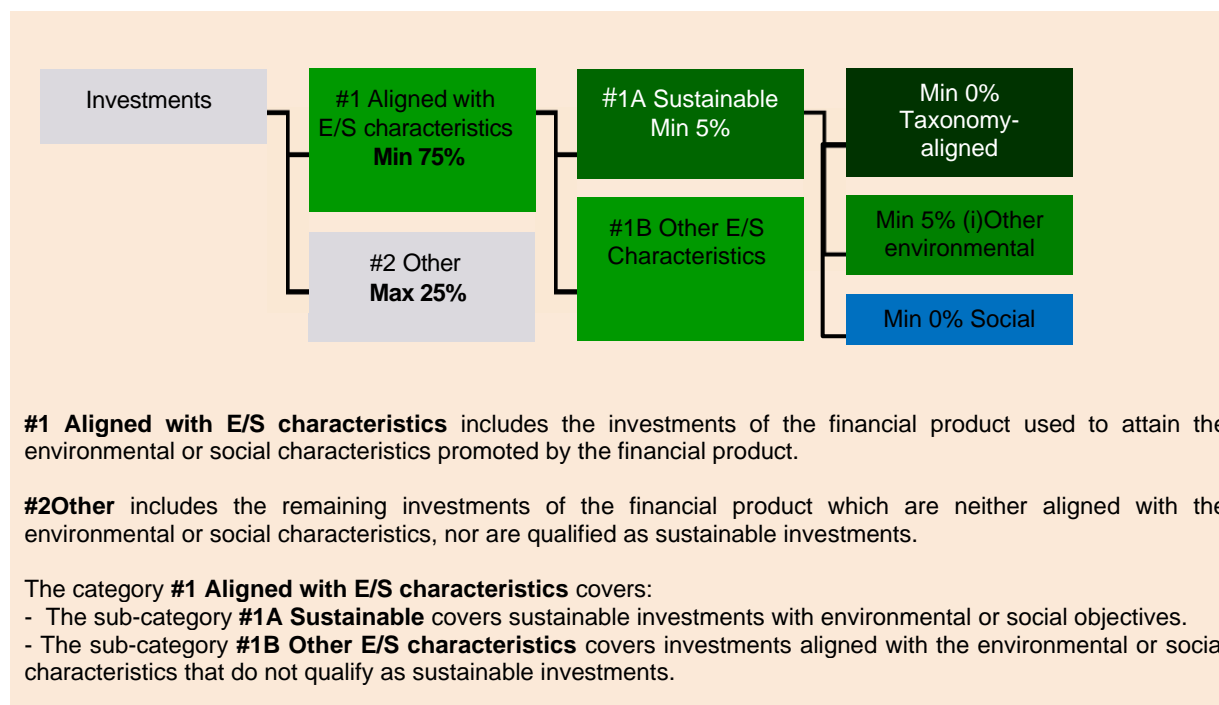 Investments
#1 Aligned with
E/S characteristics
Min 75%
#2 Other
Max 25%
#1A Sustainable
Min 5%
#1B Other E/S
Characteristics
Min 0%
Taxonomy-
aligned
Min 5% (i)Other
environmental
Min 0% Social
#1 Aligned with E/S characteristics includes the investments of the financial product used to attain the
environmental or social characteristics promoted by the financial product.
#2Other includes the remaining investments of the financial product which are neither aligned with the
environmental or social characteristics, nor are qualified as sustainable investments.
The category #1 Aligned with E/S characteristics covers:
- The sub-category #1A Sustainable covers sustainable investments with environmental or social objectives.
- The sub-category #1B Other E/S characteristics covers investments aligned with the environmental or social
characteristics that do not qualify as sustainable investments.